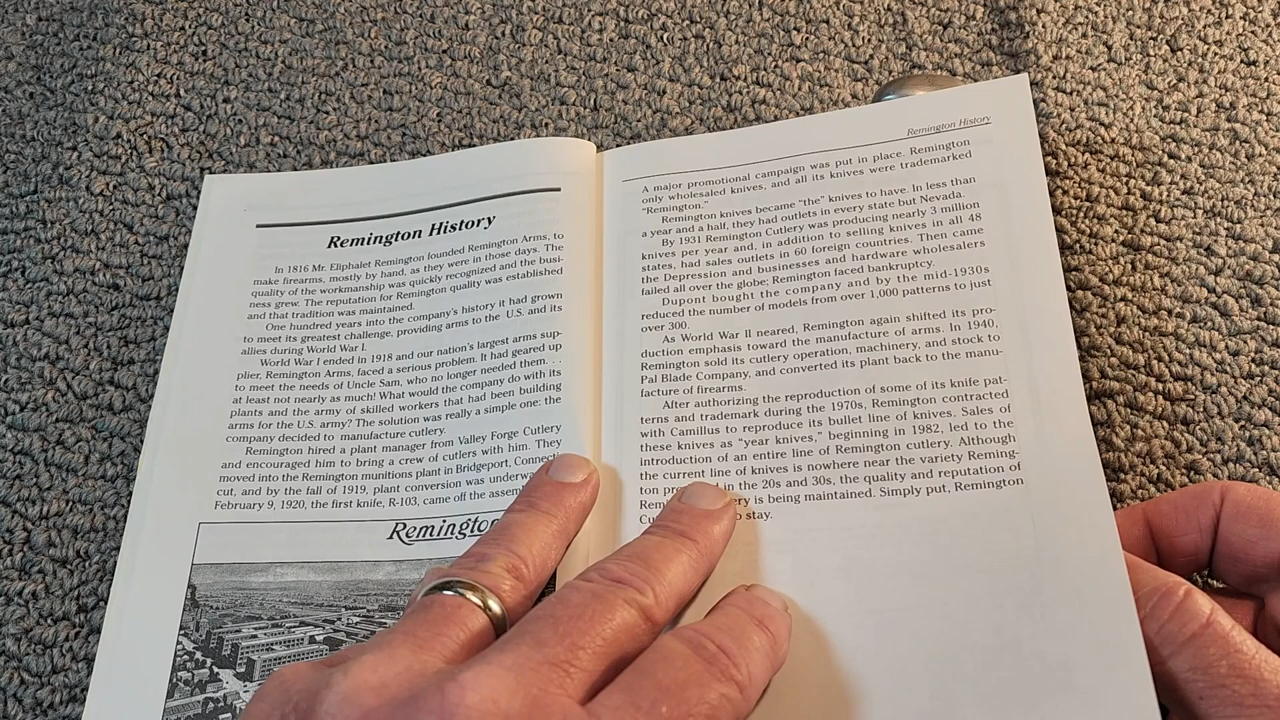 Remington History
In 1816 Mr. Eliphalet Remington founded Remington Arms, to
make firearms, mostly by hand, as they were in those days. The
quality of the workmanship was quickly recognized and the busi-
ness grew. The reputation for Remington quality was established
and that tradition was maintained.
One hundred years into the company's history it had grown
to meet its greatest challenge, providing arms to the U.S. and its
allies during World War I.
World War I ended in 1918 and our nation's largest arms sup-
plier, Remington Arms, faced a serious problem. It had geared up
to meet the needs of Uncle Sam, who no longer needed them. . .
at least not nearly as much! What would the company do with its
plants and the army of skilled workers that had been building
arms for the U.S. army? The solution was really a simple one: the
company decided to manufacture cutlery.
Remington hired a plant manager from Valley Forge Cutlery
and encouraged him to bring a crew of cutlers with him. They
moved into the Remington munitions plant in Bridgeport, Connecti-
cut, and by the fall of 1919, plant conversion was
February 9, 1920, the first knife, R-103, came off the
Remington History
A major promotional campaign was put in place. Remington
only wholesaled knives, and all its knives were trademarked
"Remington."
Remington knives became "the" knives to have. In less than
a year and a half, they had outlets in every state but Nevada.
By 1931 Remington Cutlery was producing nearly 3 million
knives per year and, in addition to selling knives in all 48
states, had sales outlets in 60 foreign countries. Then came
the Depression and businesses and hardware wholesalers
failed all over the globe; Remington faced bankruptcy.
Dupont bought the company and by the mid-1930s
reduced the number of models from over 1,000 patterns to just
over 300.
As World War II neared, Remington again shifted its pro-
duction emphasis toward the manufacture of arms. In 1940,
Remington sold its cutlery operation, machinery, and stock to
Pal Blade Company, and converted its plant back to the manu-
facture of firearms.
After authorizing the reproduction of some of its knife pat-
terns and trademark during the 1970s, Remington contracted
with Camillus to reproduce its bullet line of knives. Sales of
these knives as "year knives," beginning in 1982, led to the
introduction of an entire line of Remington cutlery. Although
the current line of knives is nowhere near the variety Reming-
ton in the 20s and 30s, the quality and reputation of
is being maintained. Simply put, Remington
stay.